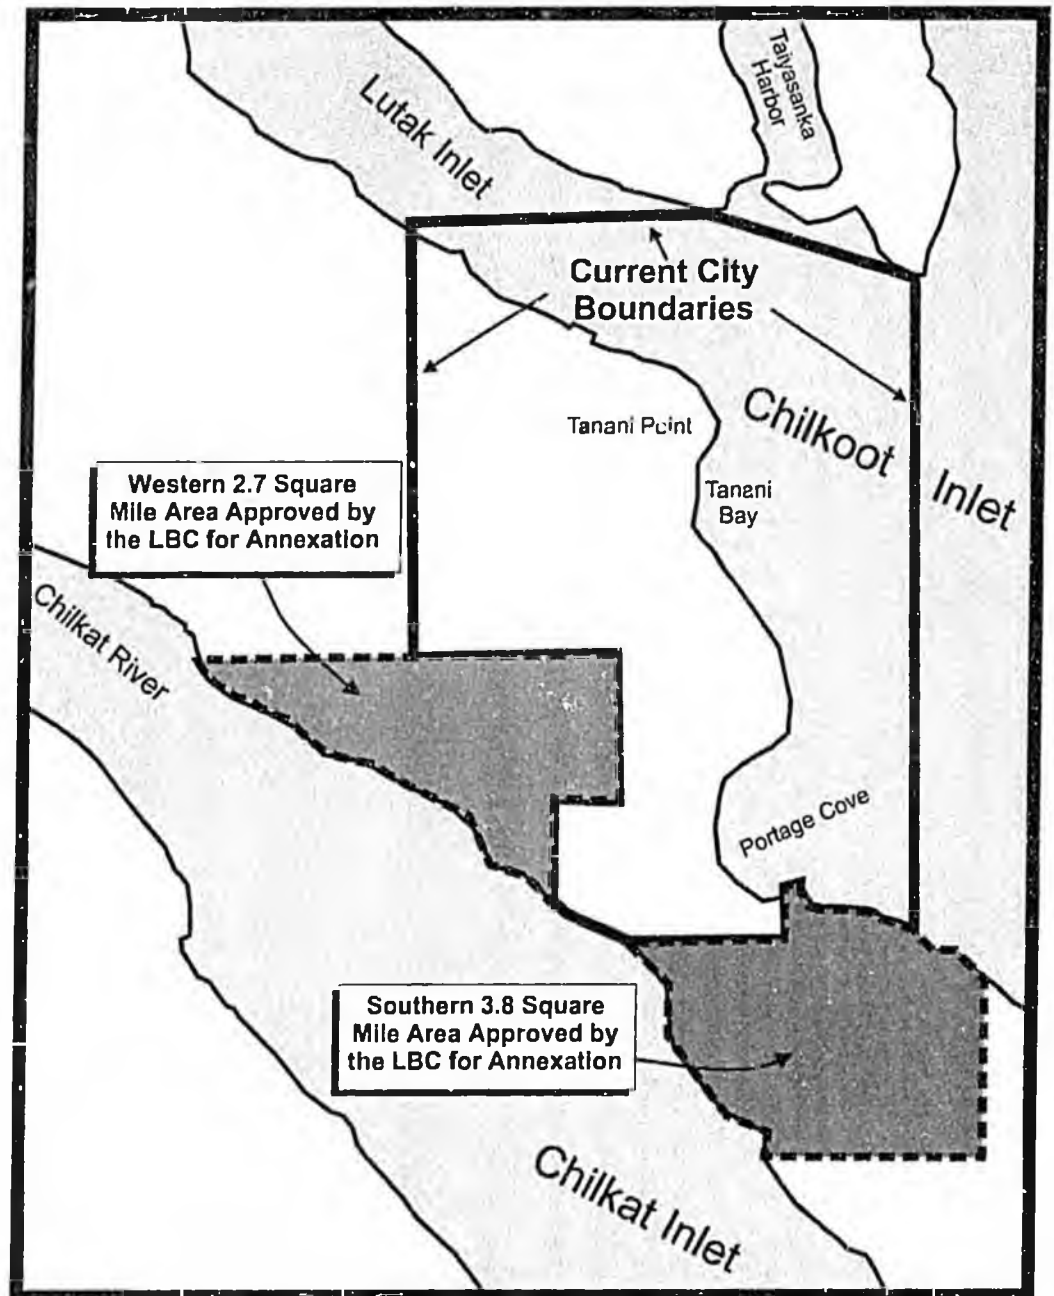 Taiyasanka
Harbor
Lutak Inlet
Current City
Boundaries
Tanani Point
Chilkoot
Inlet
Western 2.7 Square
Mile Area Approved by
the LBC for Annexation
Tanani
Bay
Chilkat River
Portage Cove
Southern 3.8 Square
Mile Area Approved by
the LBC for Annexation
Chilkat Inlet